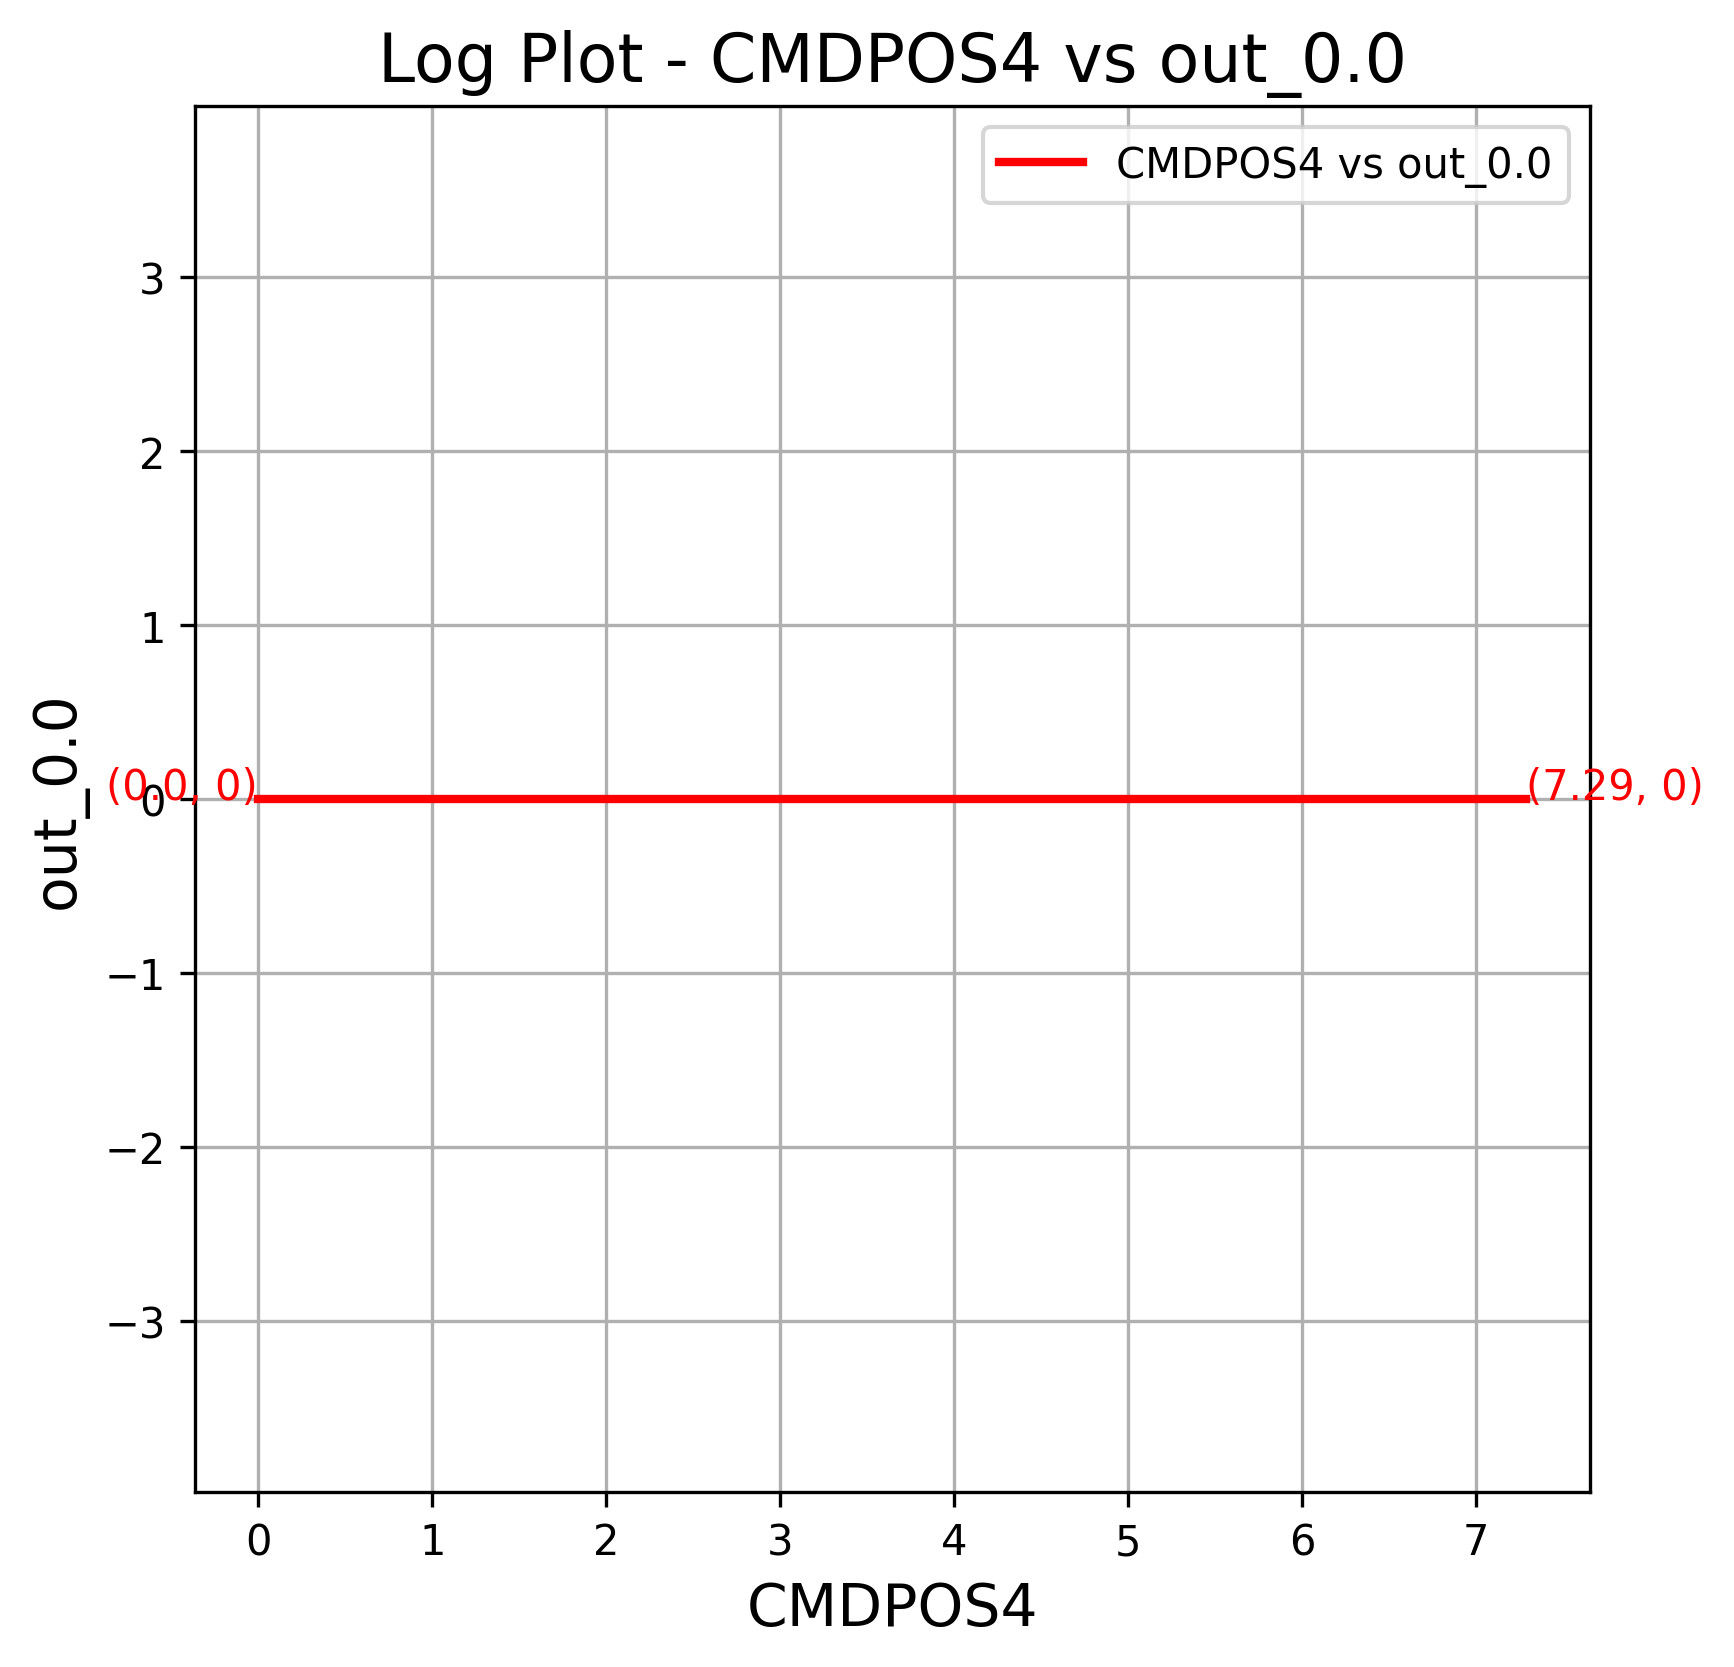 Log Plot - CMDPOS4 vs out_0.0
CMDPOS4 vs out_0.0
3
2
1
0
−1
−2
−3
out_0.0
(0.0, 0)
(7.29, 0)
0 1 2 3 4 5 6 7
CMDPOS4